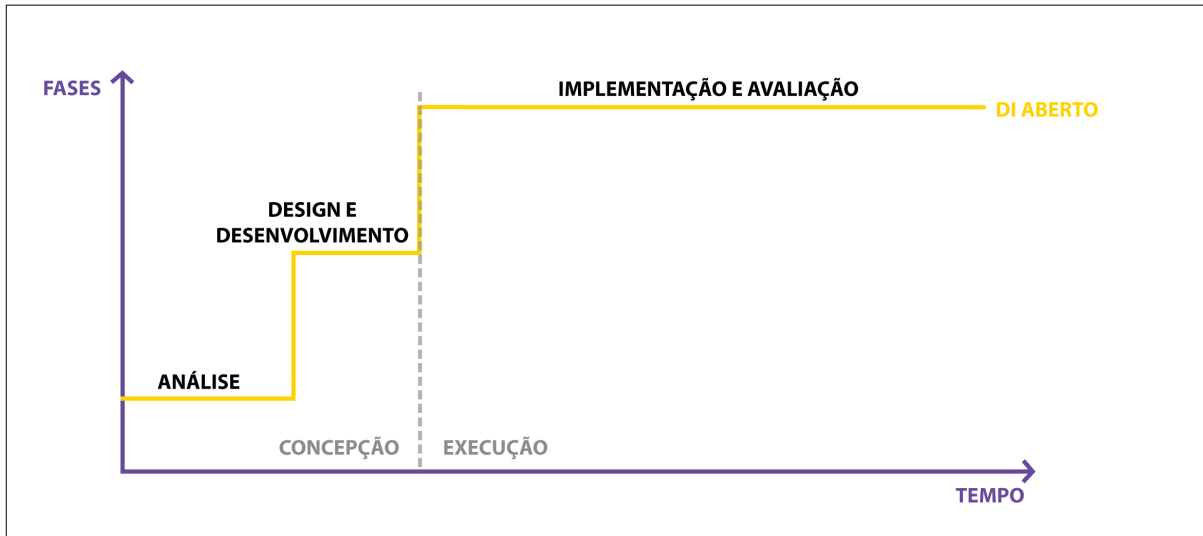 FASES
IMPLEMENTAÇÃO E AVALIAÇÃO
DI ABERTO
DESIGN E
DESENVOLVIMENTO
ANÁLISE
CONCEPÇÃO
EXECUÇÃO
TEMPO